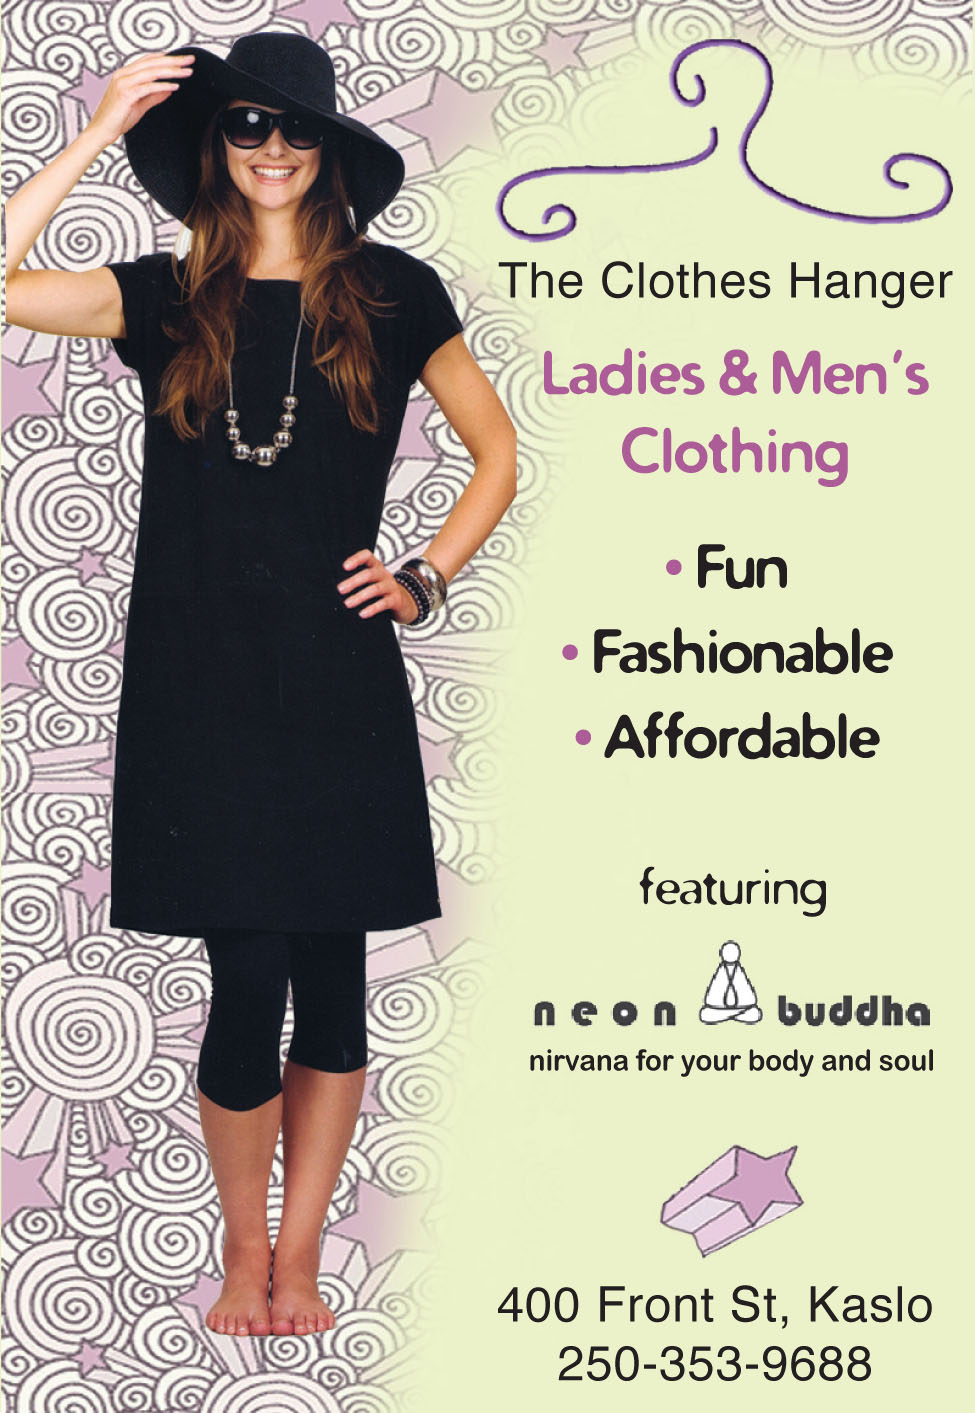 The Clothes Hanger
Ladies & Men's
Clothing
• Fun
• Fashionable
• Affordable
featuring
neon buddha
nirvana for your body and soul
400 Front St, Kaslo
250-353-9688